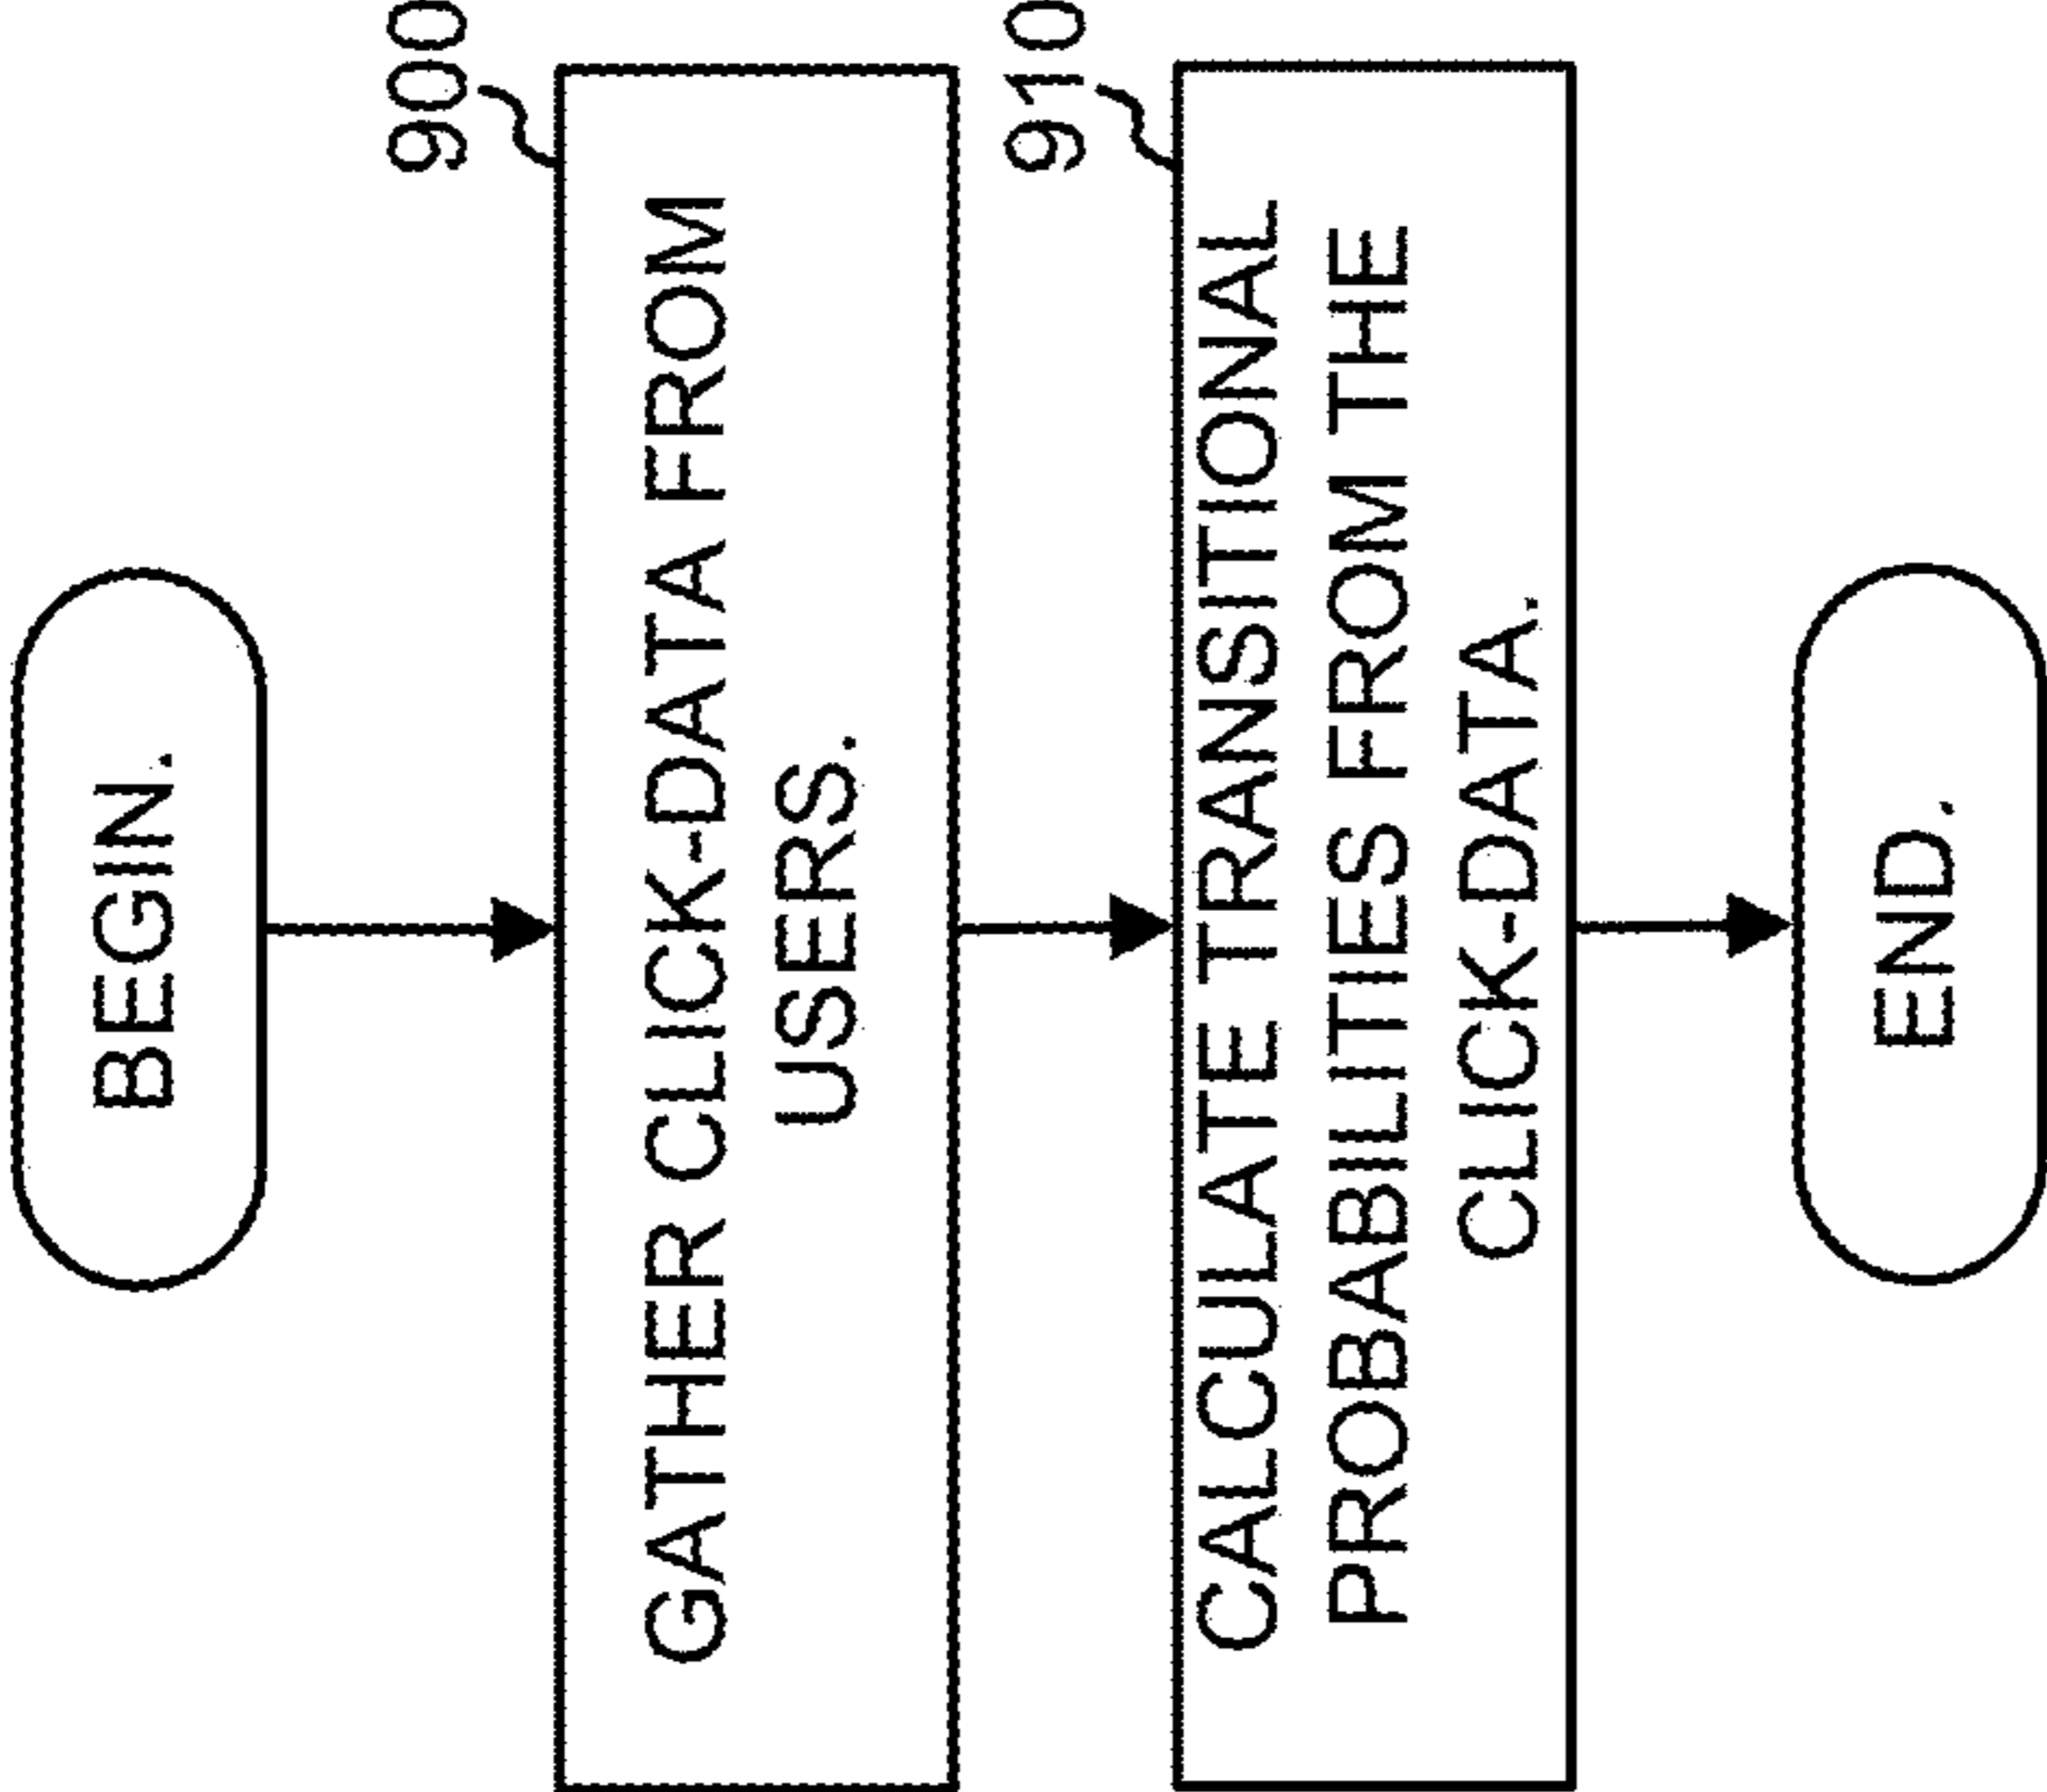 BEGIN.
900
GATHER CLICK-DATA FROM
USERS.
910
CALCULATE TRANSITIONAL
PROBABILITIES FROM THE
CLICK-DATA.
END.